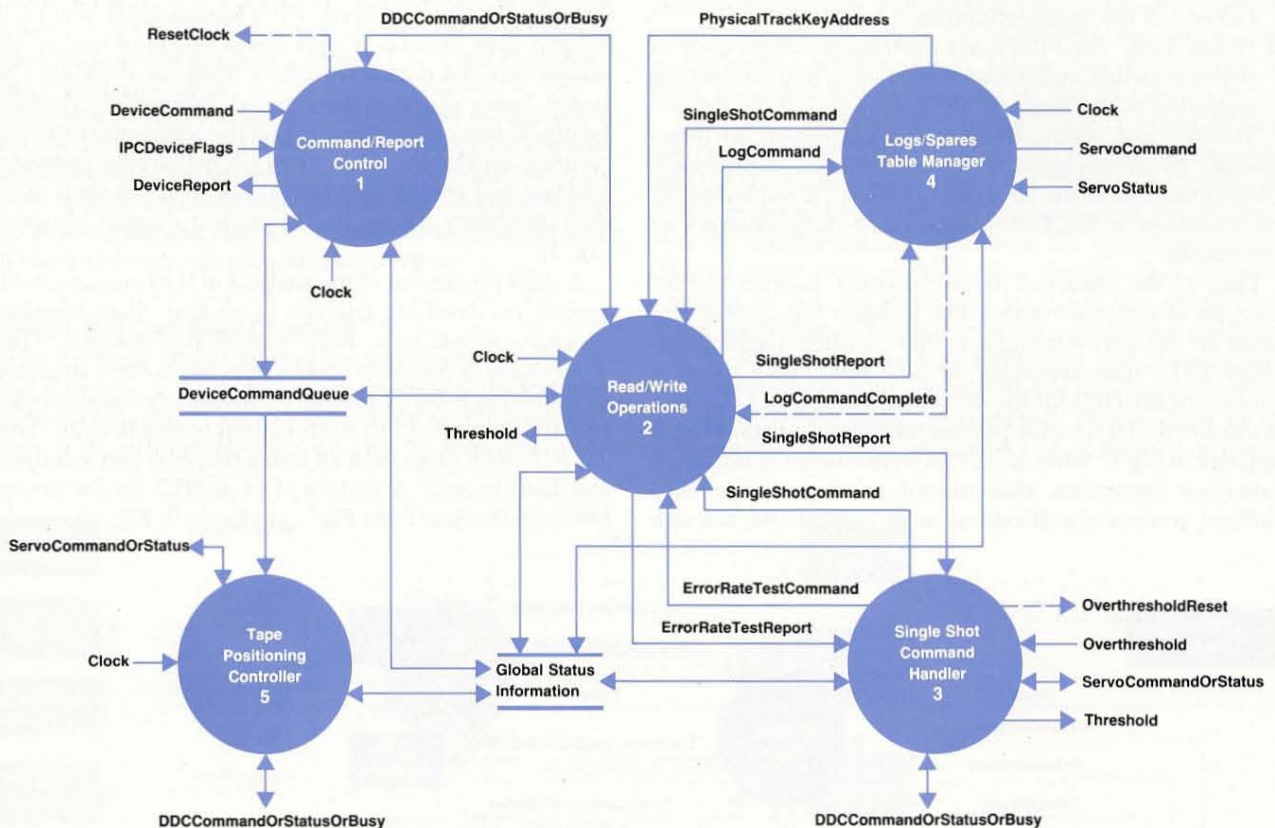 DDCCommandOrStatusOrBusy
PhysicalTrackKeyAddress
ResetClock
DeviceCommand
IPCDeviceFlags
DeviceReport
Command/Report
Control
1
Clock
SingleShotCommand
LogCommand
Logs/Spares
Table Manager
4
Clock
ServoCommand
ServoStatus
DeviceCommandQueue
Clock
Threshold
Read/Write
Operations
2
SingleShotReport
LogCommandComplete
SingleShotReport
SingleShotCommand
ServoCommandOrStatus
Clock
Tape
Positioning
Controller
5
ErrorRateTestCommand
ErrorRateTestReport
Global Status
Information
Single Shot
Command
Handler
3
OverthresholdReset
Overthreshold
ServoCommandOrStatus
Threshold
DDCCommandOrStatusOrBusy
DDCCommandOrStatusOrBusy